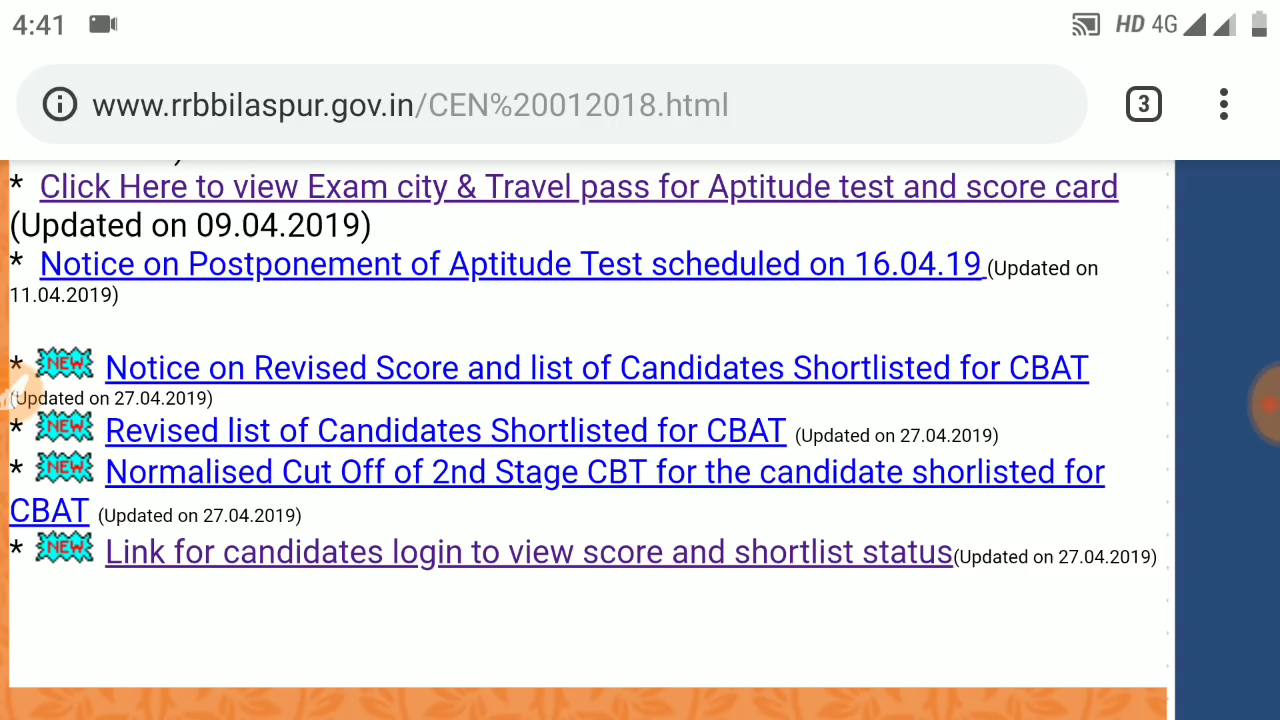 4:41 HD 4G
www.rrbbilaspur.gov.in/CEN%20012018.html 3
* Click Here to view Exam city & Travel pass for Aptitude test and score card
(Updated on 09.04.2019)
* Notice on Postponement of Aptitude Test scheduled on 16.04.19 (Updated on
11.04.2019)
* NEW Notice on Revised Score and list of Candidates Shortlisted for CBAT
(Updated on 27.04.2019)
* NEW Revised list of Candidates Shortlisted for CBAT (Updated on 27.04.2019)
* NEW Normalised Cut Off of 2nd Stage CBT for the candidate shorlisted for
CBAT (Updated on 27.04.2019)
* NEW Link for candidates login to view score and shortlist status(Updated on 27.04.2019)